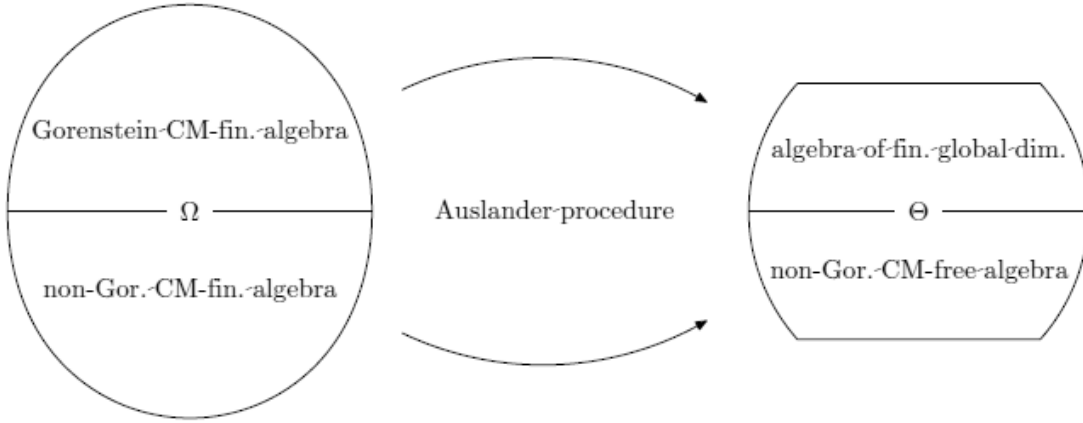 Gorenstein-CM-fin.-algebra
algebra-of-fin.-global-dim.
Ω
Auslander-procedure
Θ
non-Gor.-CM-fin.-algebra
non-Gor.-CM-free-algebra